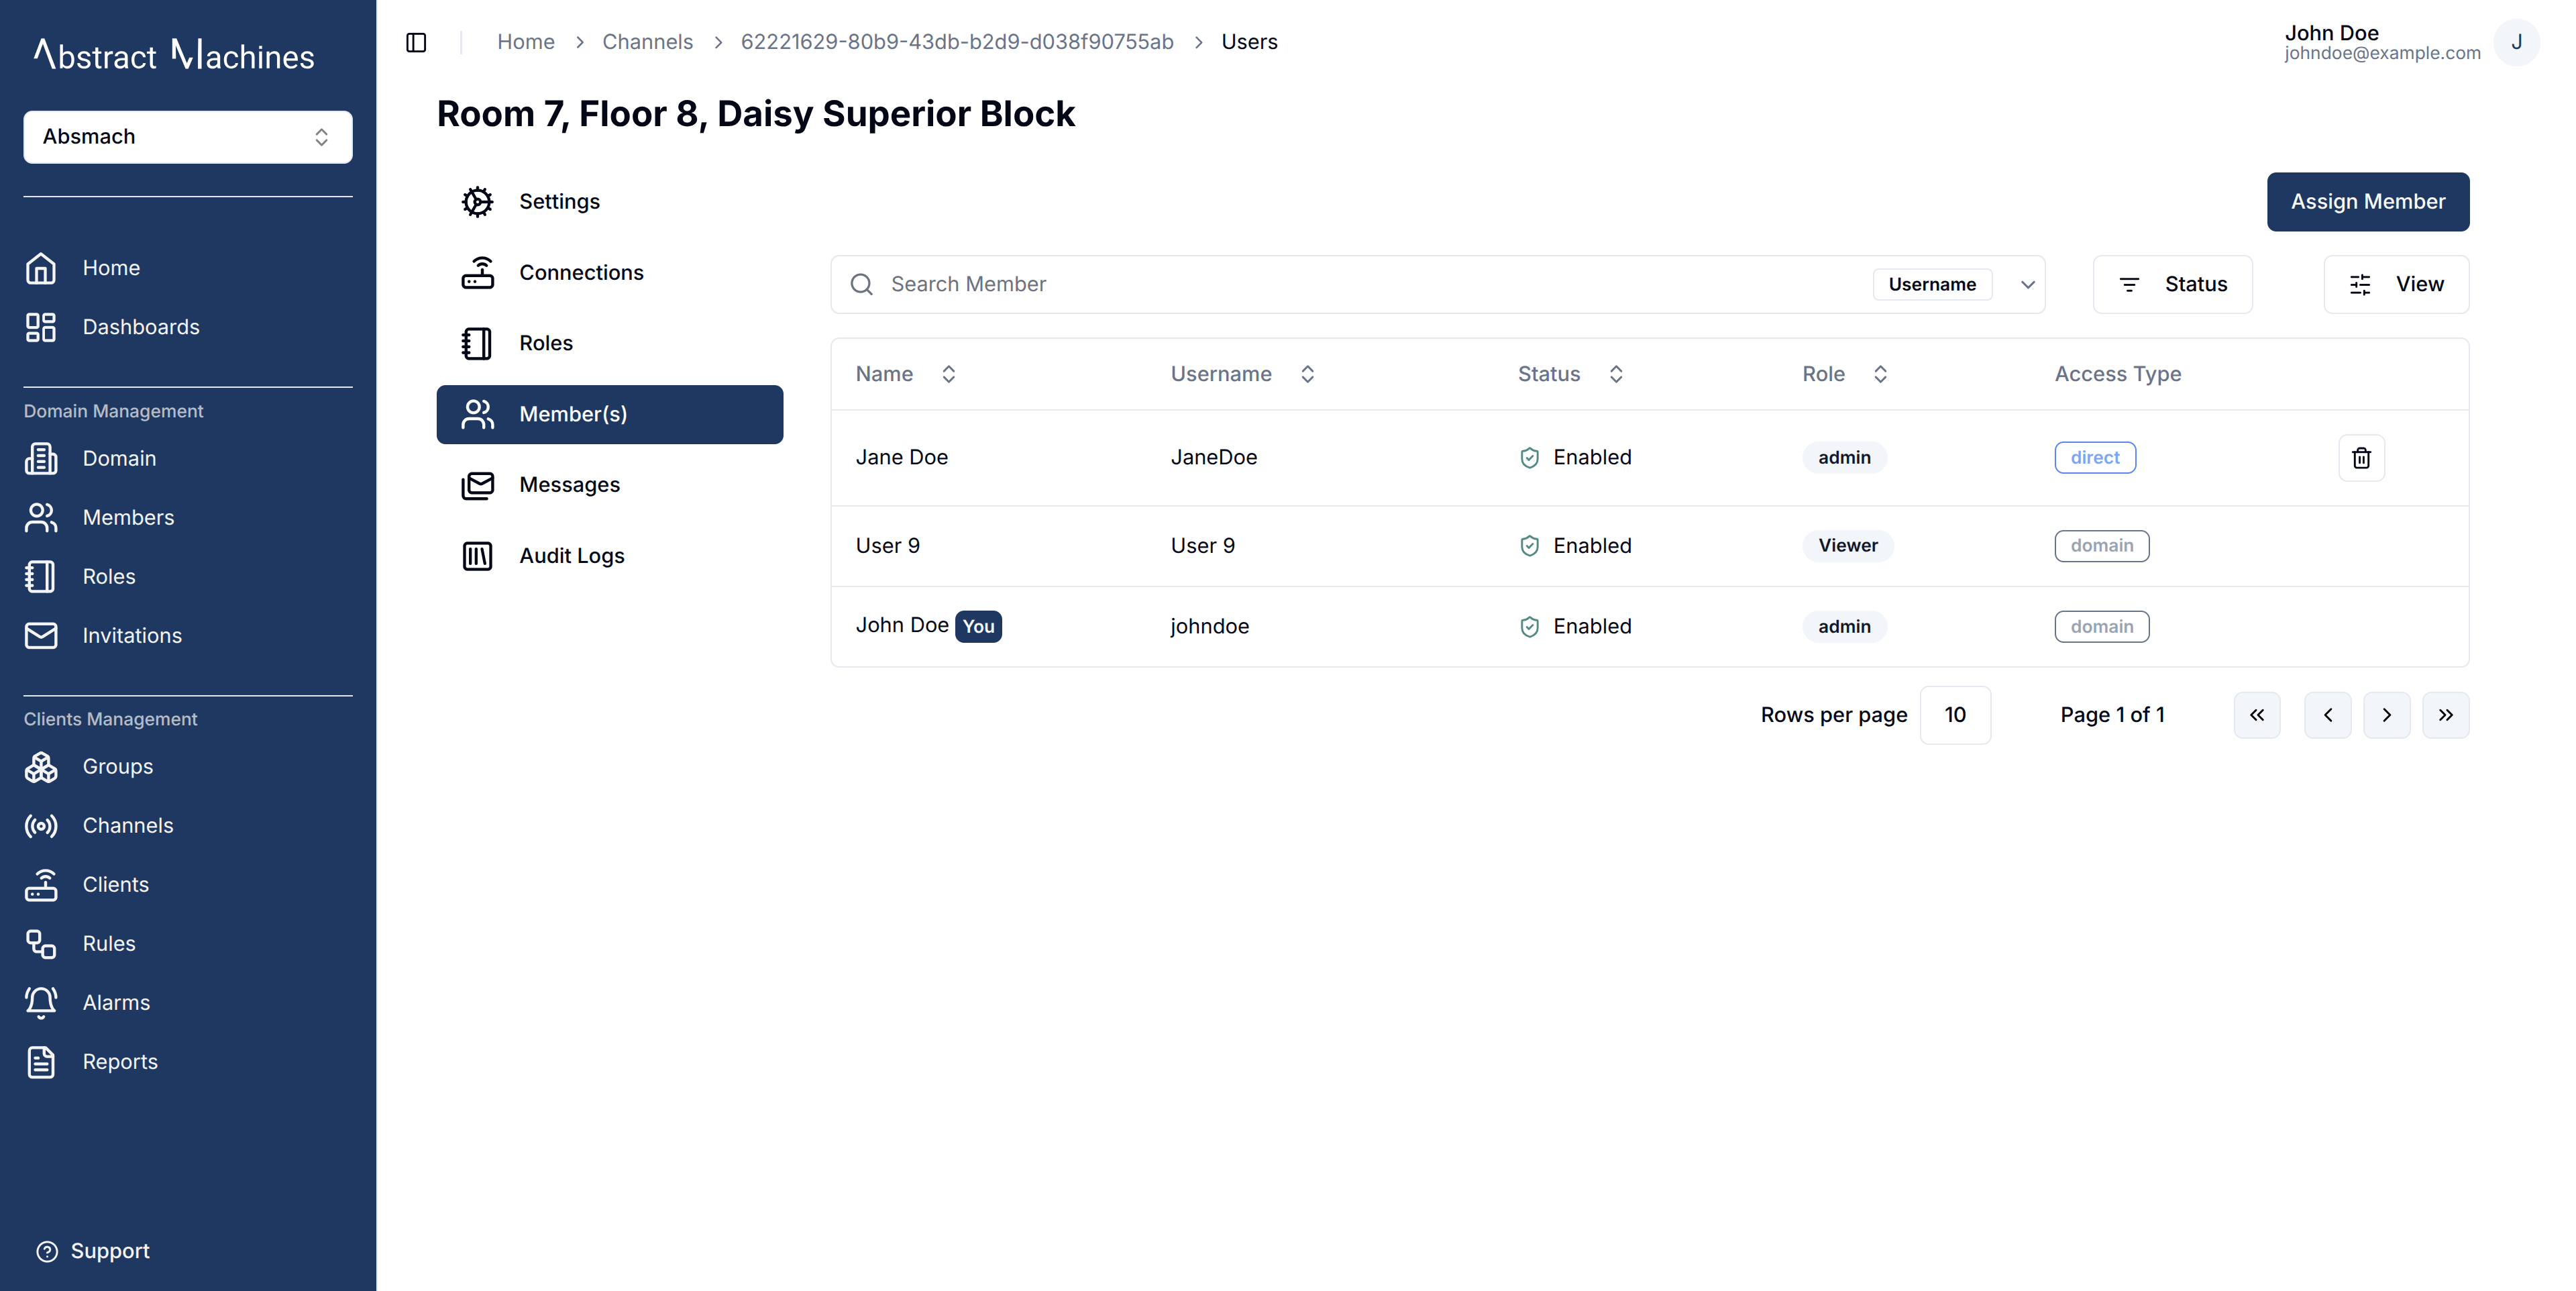 Abstract Machines
Absmach
Home
Dashboards
Domain Management
Domain
Members
Roles
Invitations
Clients Management
Groups
Channels
Clients
Rules
Alarms
Reports
Support
Home > Channels > 62221629-80b9-43db-b2d9-d038f90755ab > Users
John Doe
johndoe@example.com
J
Room 7, Floor 8, Daisy Superior Block
Settings
Connections
Roles
Member(s)
Messages
Audit Logs
Assign Member
Search Member Username Status View
Name Username Status Role Access Type
Jane Doe JaneDoe Enabled admin direct
User 9 User 9 Enabled Viewer domain
John Doe You johndoe Enabled admin domain
Rows per page 10 Page 1 of 1